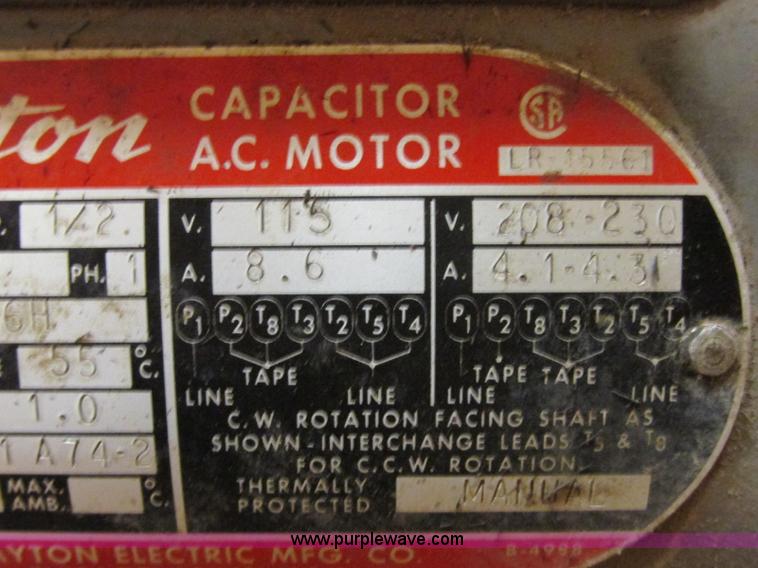 ton CAPACITOR
A.C. MOTOR
LR-15561
1/2
V. 115
V. 208-230
PH. 1
A. 8.6
A. 4.1-4.3
P1 P2 T8 T3 T2 T5 T4
P1 P2 T8 T3 T2 T5 T4
6H
TAPE
TAPE TAPE
55 °C.
LINE LINE
LINE LINE
1.0
C.W. ROTATION FACING SHAFT AS
SHOWN-INTERCHANGE LEADS T5 & T8
A74-2
FOR C.C.W. ROTATION
MAX. AMB. °C.
THERMALLY PROTECTED MANUAL
AYTON ELECTRIC MFG. CO. B-4988
www.purplewave.com